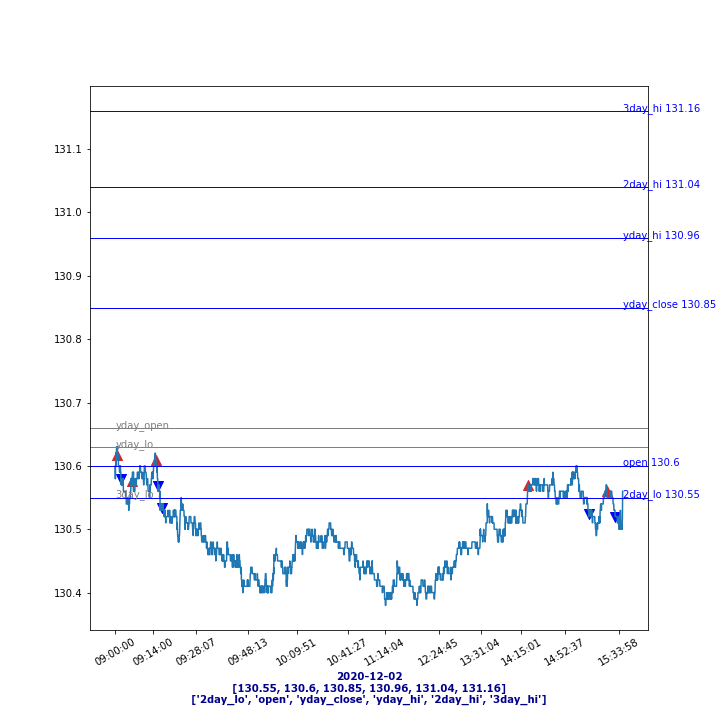 3day_hi 131.16
131.1
2day_hi 131.04
131.0
yday_hi 130.96
130.9
yday_close 130.85
130.8
130.7
yday_open
yday_lo
130.6
open 130.6
3day_lo
2day_lo 130.55
130.5
130.4
09:00:00
09:14:00
09:28:07
09:48:13
10:09:51
10:41:27
11:14:04
12:24:45
13:31:04
14:15:01
14:52:37
15:33:58
2020-12-02
[130.55, 130.6, 130.85, 130.96, 131.04, 131.16]
['2day_lo', 'open', 'yday_close', 'yday_hi', '2day_hi', '3day_hi']